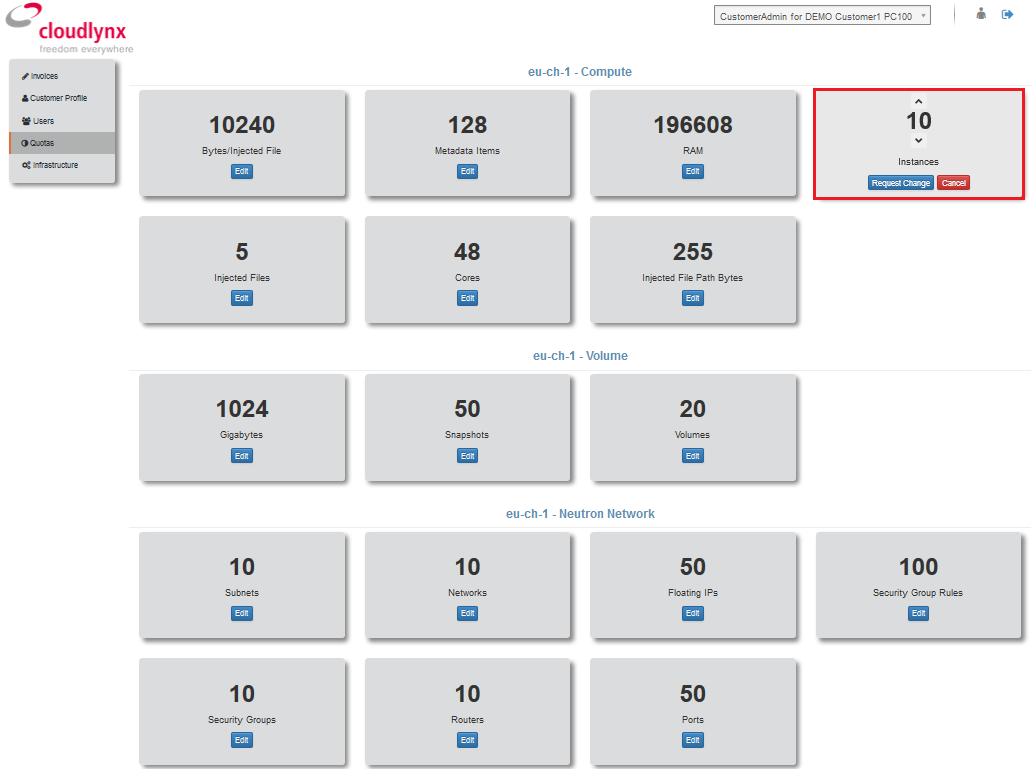 cloudlynx
freedom everywhere
CustomerAdmin for DEMO Customer1 PC100
Invoices
Customer Profile
Users
Quotas
Infrastructure
eu-ch-1 - Compute
10240
Bytes/Injected File
Edit
128
Metadata Items
Edit
196608
RAM
Edit
10
Instances
Request Change
Cancel
5
Injected Files
Edit
48
Cores
Edit
255
Injected File Path Bytes
Edit
eu-ch-1 - Volume
1024
Gigabytes
Edit
50
Snapshots
Edit
20
Volumes
Edit
eu-ch-1 - Neutron Network
10
Subnets
Edit
10
Networks
Edit
50
Floating IPs
Edit
100
Security Group Rules
Edit
10
Security Groups
Edit
10
Routers
Edit
50
Ports
Edit